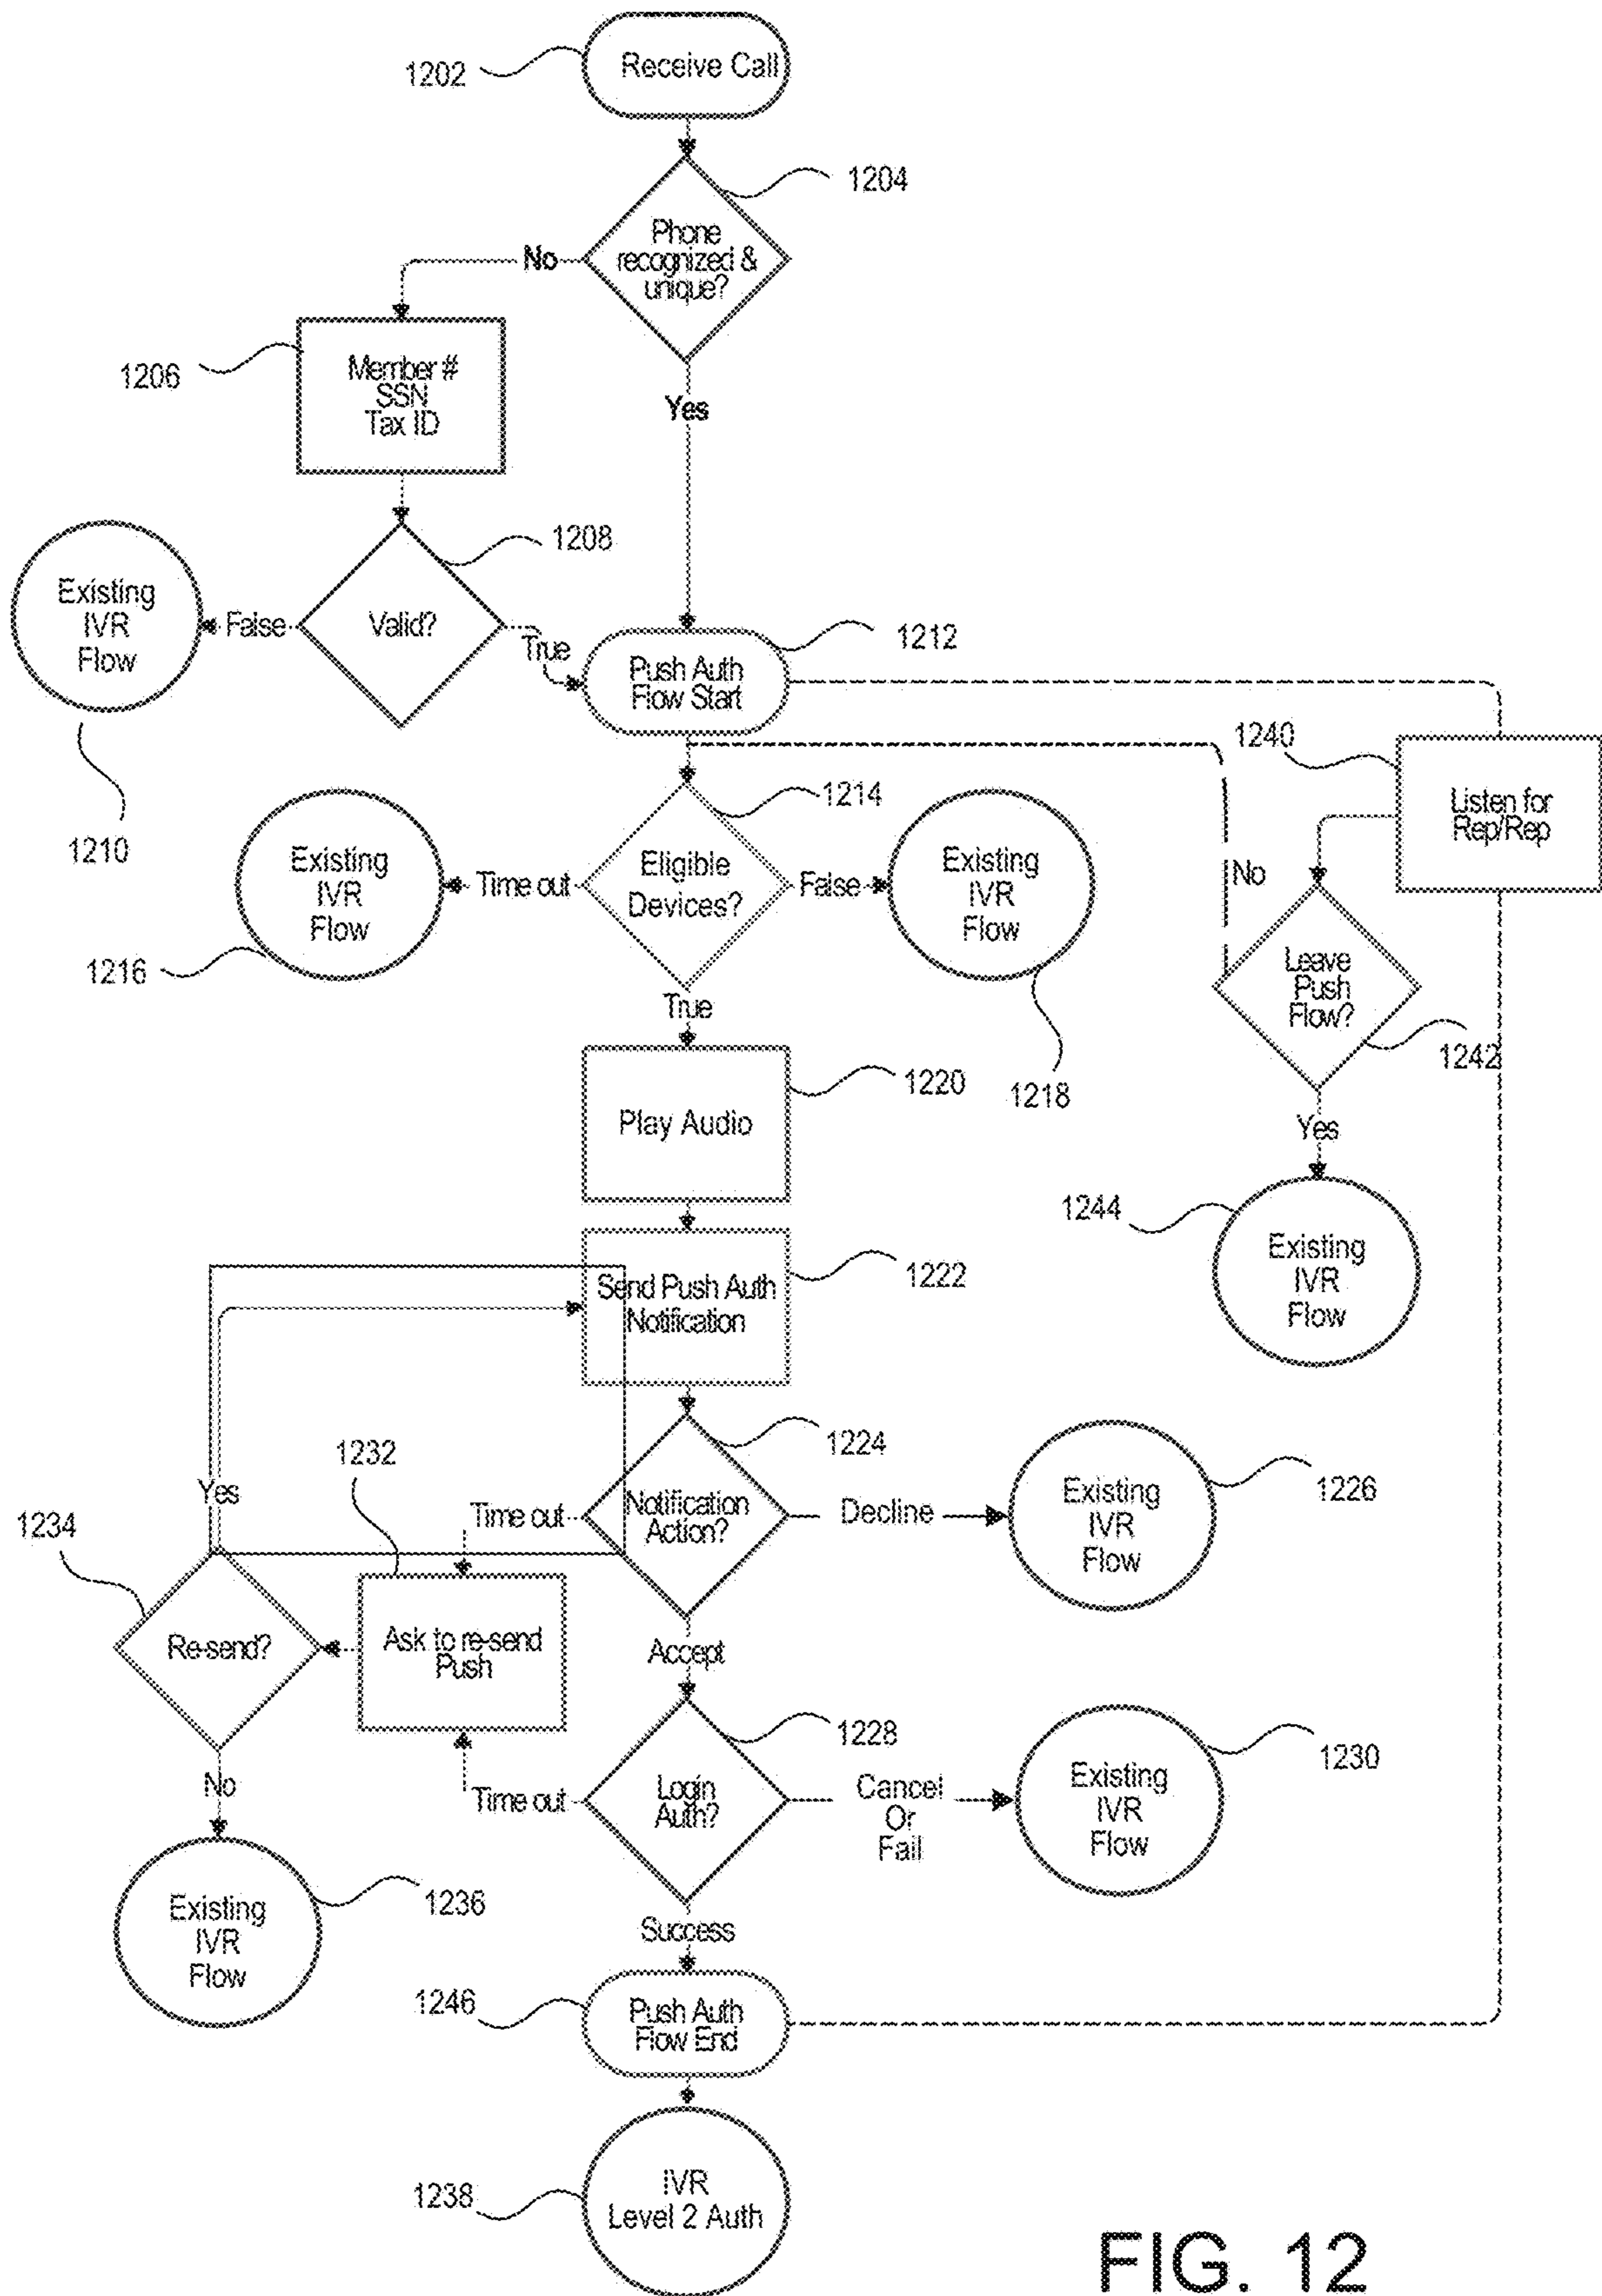 Receive Call
1202
1204
Phone
recognized &
unique?
No
1206
Member #
SSN
Tax ID
Yes
1208
Existing
IVR
Flow
False
Valid?
True
1212
Push Auth
Flow Start
1210
1240
Listen for
Rep/Rep
1214
Existing
IVR
Flow
Time out
Eligible
Devices?
False
Existing
IVR
Flow
No
1216
True
1218
Leave
Push
Flow?
1242
1220
Play Audio
Yes
1244
Existing
IVR
Flow
1222
Send Push Auth
Notification
1224
1232
Yes
Time out
Notification
Action?
Decline
Existing
IVR
Flow
1226
1234
Re-send?
Ask to re-send
Push
Accept
1228
1230
No
Time out
Login
Auth?
Cancel
Or
Fail
Existing
IVR
Flow
1236
Existing
IVR
Flow
Success
1246
Push Auth
Flow End
1238
IVR
Level 2 Auth
FIG. 12